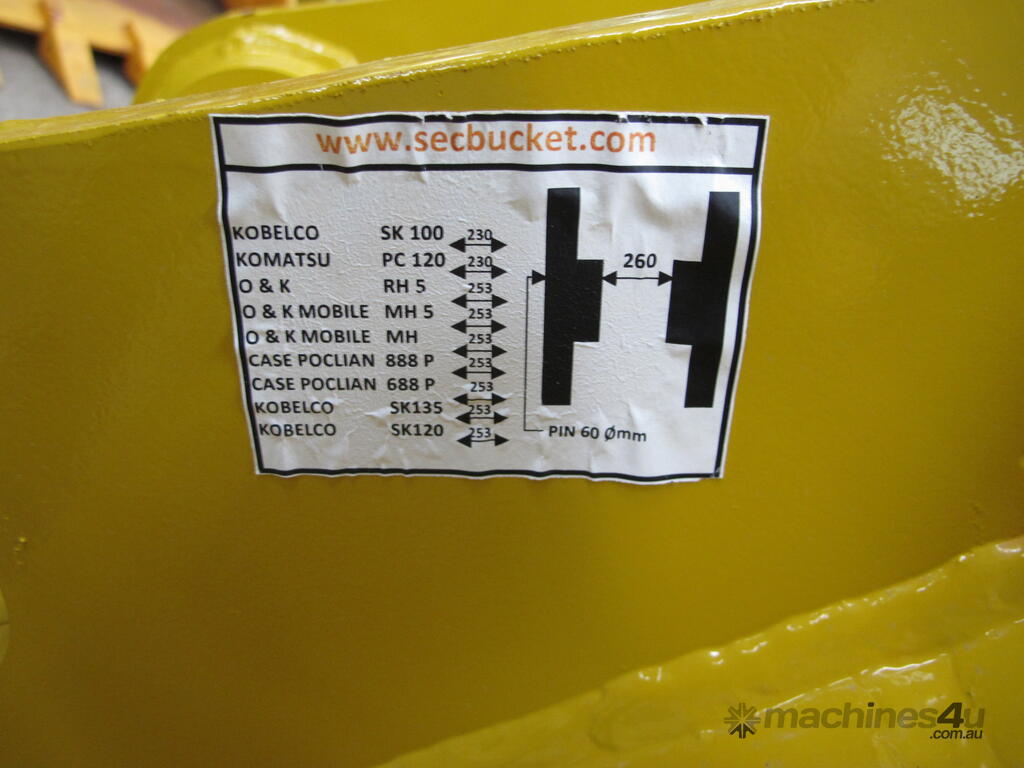 www.secbucket.com
KOBELCO SK 100 230
KOMATSU PC 120 230
O & K RH 5 253
O & K MOBILE MH 5 253
O & K MOBILE MH 253
CASE POCLIAN 888 P 253
CASE POCLIAN 688 P 253
KOBELCO SK135 253
KOBELCO SK120 253
260
PIN 60 Ømm
machines4u
.com.au